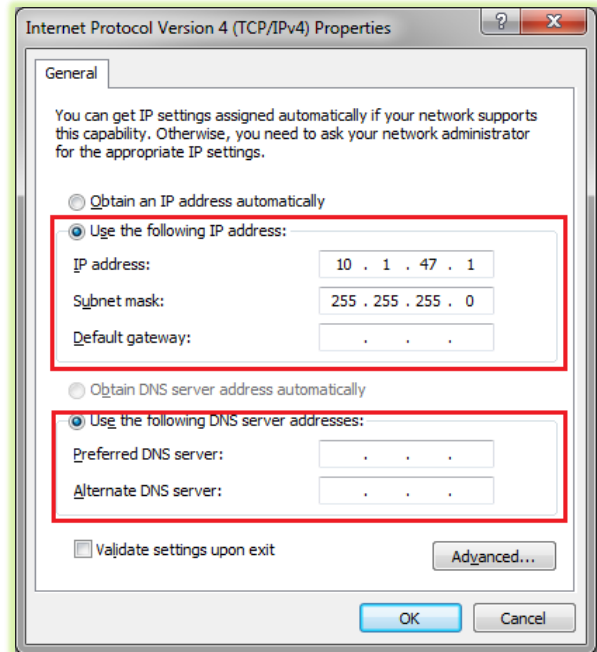 Internet Protocol Version 4 (TCP/IPv4) Properties
?
General
You can get IP settings assigned automatically if your network supports
this capability. Otherwise, you need to ask your network administrator
for the appropriate IP settings.
Obtain an IP address automatically
Use the following IP address:
IP address: 10 . 1 . 47 . 1
Subnet mask: 255 . 255 . 255 . 0
Default gateway: . . .
Obtain DNS server address automatically
Use the following DNS server addresses:
Preferred DNS server: . . .
Alternate DNS server: . . .
Validate settings upon exit
Advanced...
OK Cancel